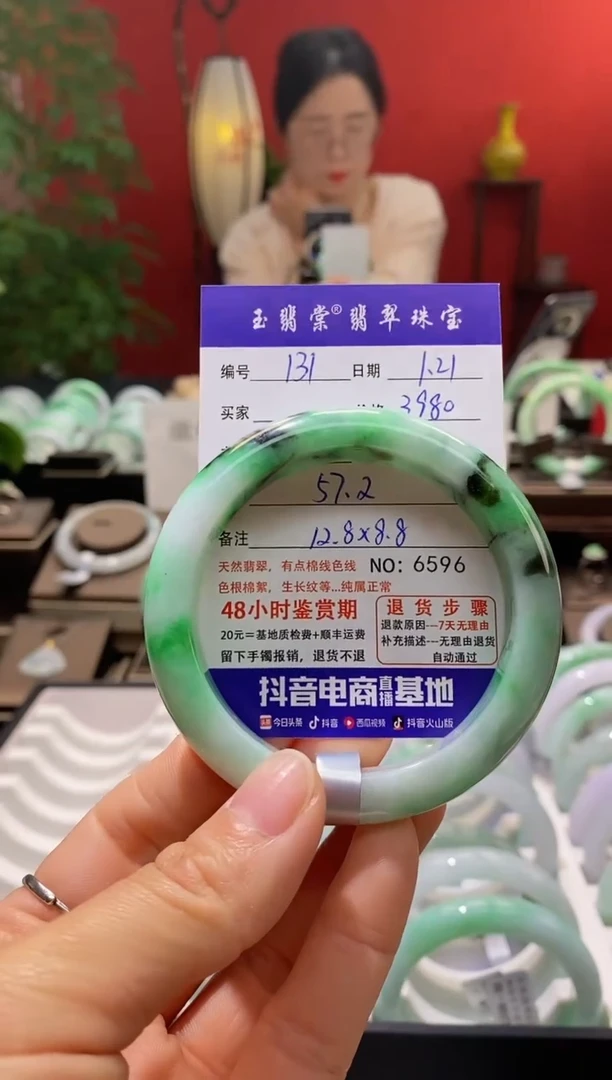 玉翡棠®翡翠珠宝
编号 131 日期 1.21
买家 3980
57.2
备注 12.8x8.8
天然翡翠，有点棉线色线 NO：6596
色根棉絮，生长纹等...纯属正常
48小时鉴赏期
20元=基地质检费+顺丰运费
留下手镯报销，退货不退
退货步骤
退款原因---7天无理由
补充描述---无理由退货
自动通过
抖音电商直播基地
今日头条 抖音 西瓜视频 抖音火山版